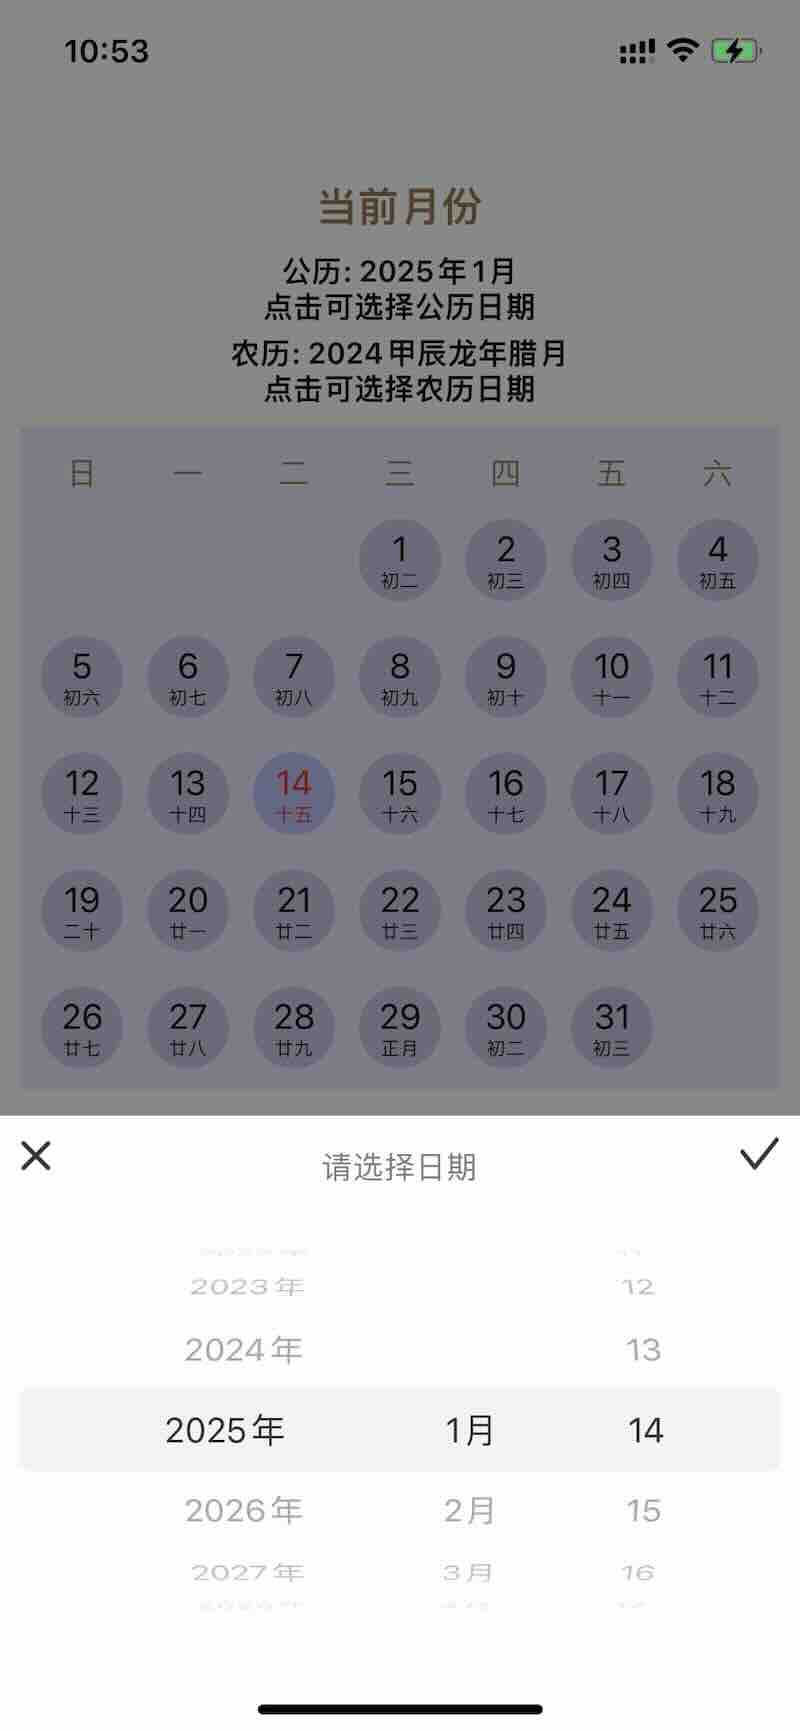 10:53
当前月份
公历: 2025年1月
点击可选择公历日期
农历: 2024甲辰龙年腊月
点击可选择农历日期
日 一 二 三 四 五 六
1 2 3 4
初二 初三 初四 初五
5 6 7 8 9 10 11
初六 初七 初八 初九 初十 十一 十二
12 13 14 15 16 17 18
十三 十四 十五 十六 十七 十八 十九
19 20 21 22 23 24 25
二十 廿一 廿二 廿三 廿四 廿五 廿六
26 27 28 29 30 31
廿七 廿八 廿九 正月 初二 初三
请选择日期
2023年 12
2024年 13
2025年 1月 14
2026年 2月 15
2027年 3月 16